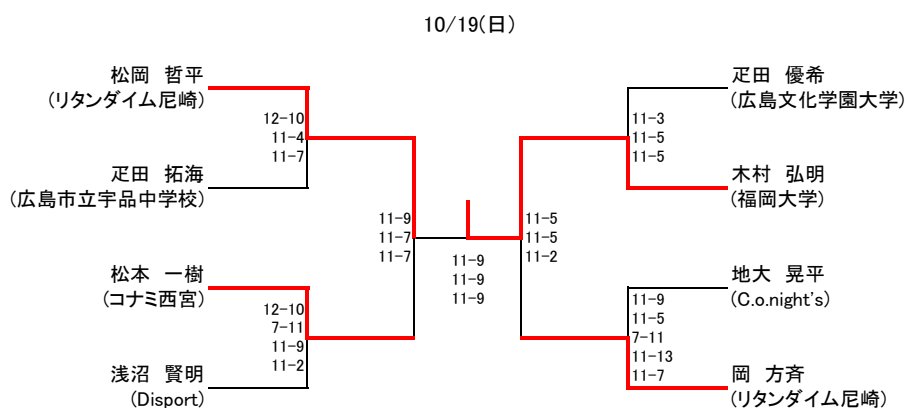 10/19(日)
松岡 哲平
(リタンダイム尼崎)
12-10
11-4
11-7
疋田 拓海
(広島市立宇品中学校)
11-9
11-7
11-7
松本 一樹
(コナミ西宮)
12-10
7-11
11-9
11-2
浅沼 賢明
(Disport)
11-9
11-9
11-9
疋田 優希
(広島文化学園大学)
11-3
11-5
11-5
木村 弘明
(福岡大学)
11-5
11-5
11-2
地大 晃平
(C.o.night's)
11-9
11-5
7-11
11-13
11-7
岡 方斉
(リタンダイム尼崎)